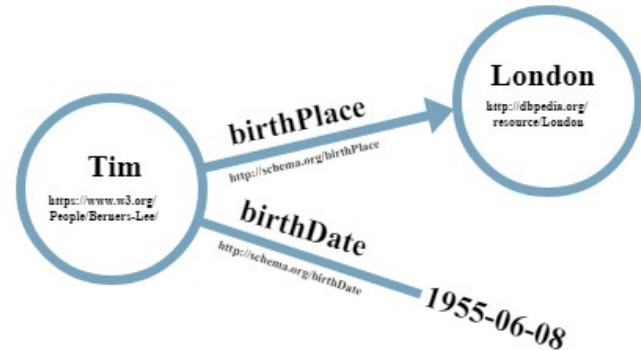 London
http://dbpedia.org/
resource/London
birthPlace
http://schema.org/birthPlace
Tim
https://www.w3.org/
People/Berners-Lee/
birthDate
http://schema.org/birthDate
1955-06-08